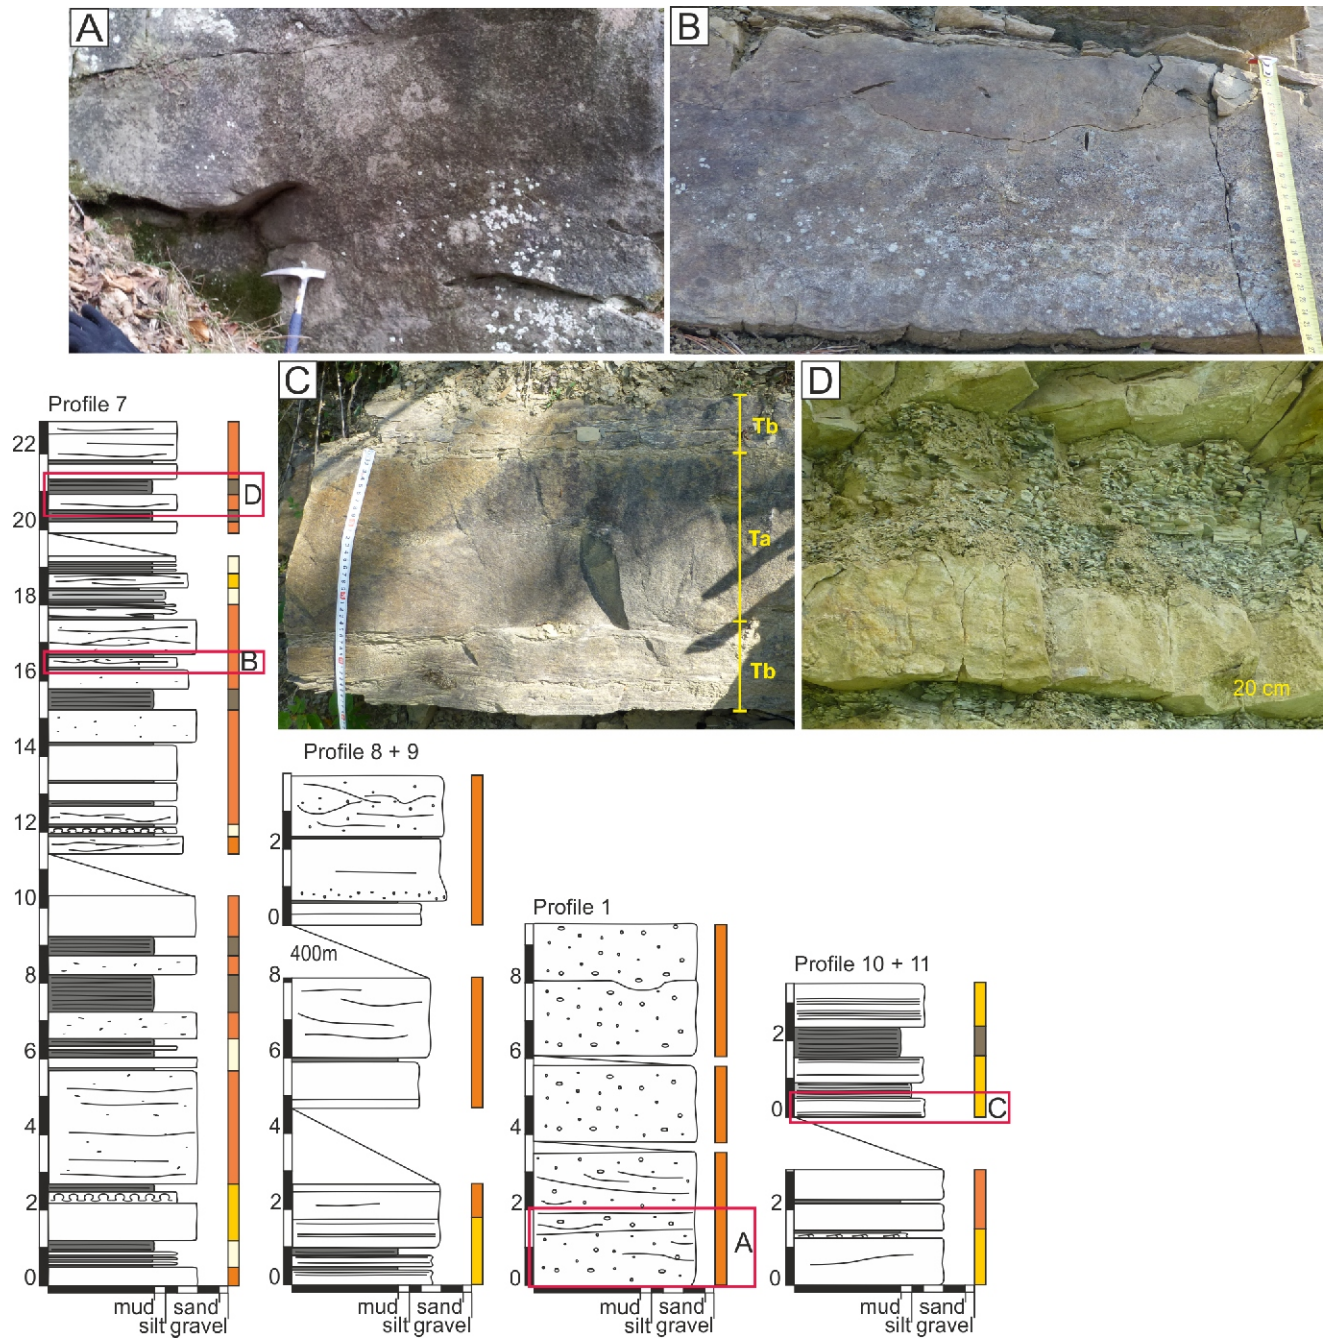 A
B
C
D
Tb
Ta
Tb
20 cm
Profile 7
22
20
18
16
14
12
10
8
6
4
2
0
D
B
mud
sand
silt
gravel
Profile 8 + 9
2
0
400m
8
6
4
2
0
mud
sand
silt
gravel
Profile 1
8
6
4
2
0
A
mud
sand
silt
gravel
Profile 10 + 11
2
0
C
2
0
mud
sand
silt
gravel